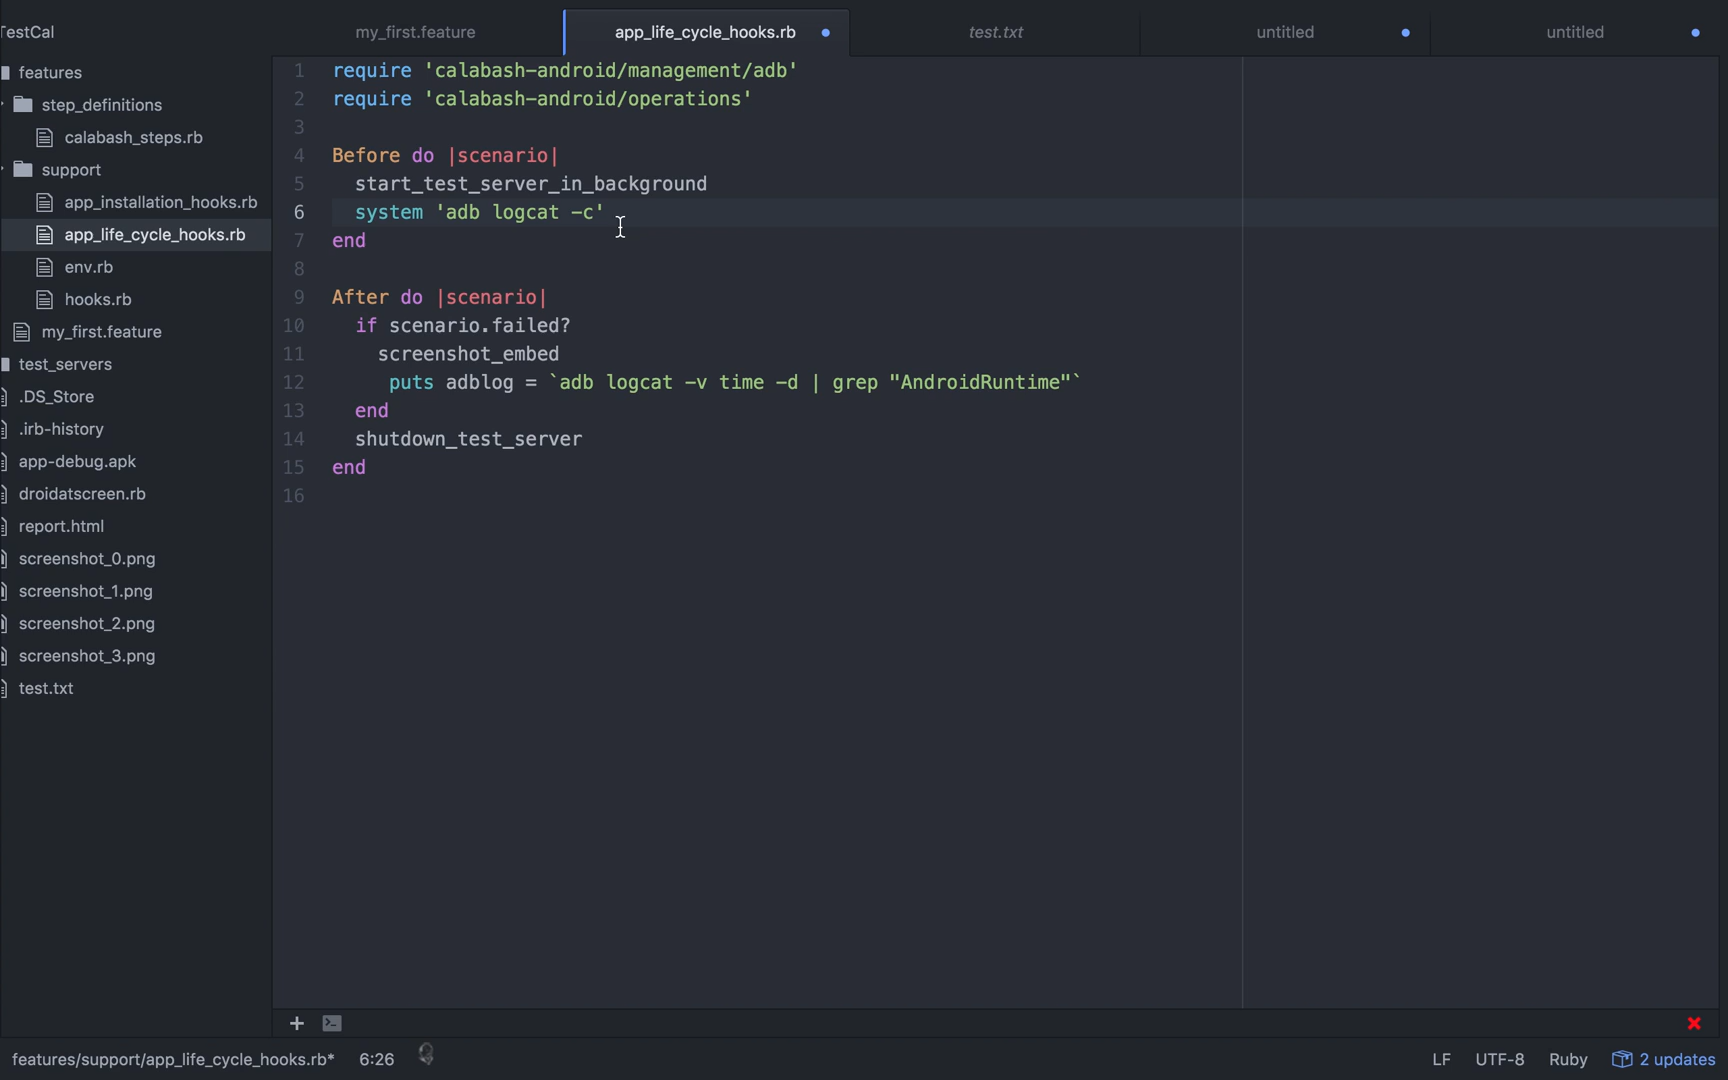 TestCal
my_first.feature
app_life_cycle_hooks.rb
test.txt
untitled
untitled
features
step_definitions
calabash_steps.rb
support
app_installation_hooks.rb
app_life_cycle_hooks.rb
env.rb
hooks.rb
my_first.feature
test_servers
.DS_Store
.irb-history
app-debug.apk
droidatscreen.rb
report.html
screenshot_0.png
screenshot_1.png
screenshot_2.png
screenshot_3.png
test.txt
1 require 'calabash-android/management/adb'
2 require 'calabash-android/operations'
3
4 Before do |scenario|
5 start_test_server_in_background
6 system 'adb logcat -c'
7 end
8
9 After do |scenario|
10 if scenario.failed?
11 screenshot_embed
12 puts adblog = `adb logcat -v time -d | grep "AndroidRuntime"`
13 end
14 shutdown_test_server
15 end
16
features/support/app_life_cycle_hooks.rb* 6:26
LF UTF-8 Ruby 2 updates